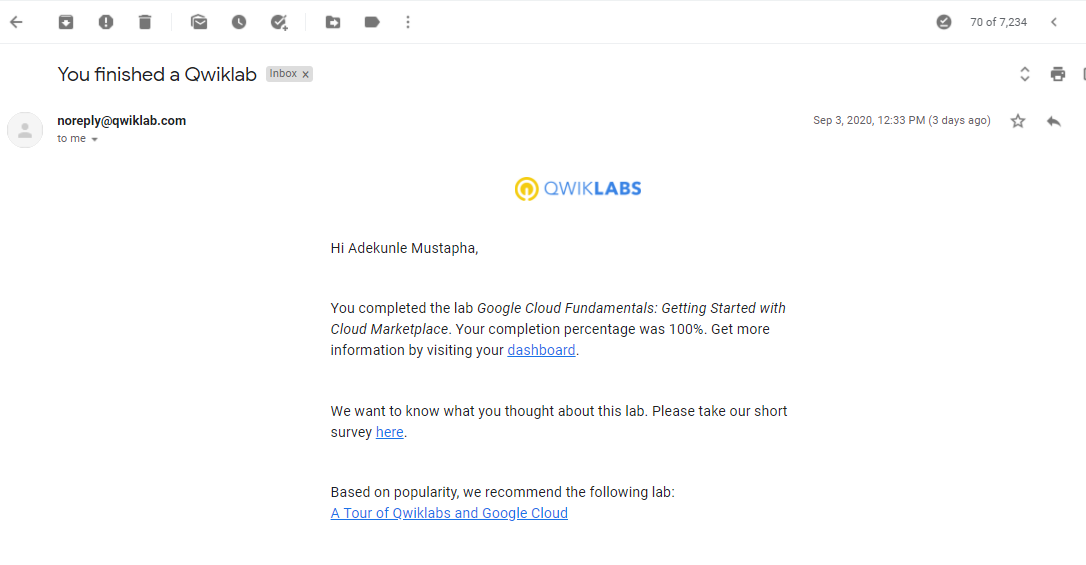 70 of 7,234
You finished a Qwiklab Inbox x
noreply@qwiklab.com
Sep 3, 2020, 12:33 PM (3 days ago)
to me
QWIKLABS
Hi Adekunle Mustapha,
You completed the lab Google Cloud Fundamentals: Getting Started with
Cloud Marketplace. Your completion percentage was 100%. Get more
information by visiting your dashboard.
We want to know what you thought about this lab. Please take our short
survey here.
Based on popularity, we recommend the following lab:
A Tour of Qwiklabs and Google Cloud